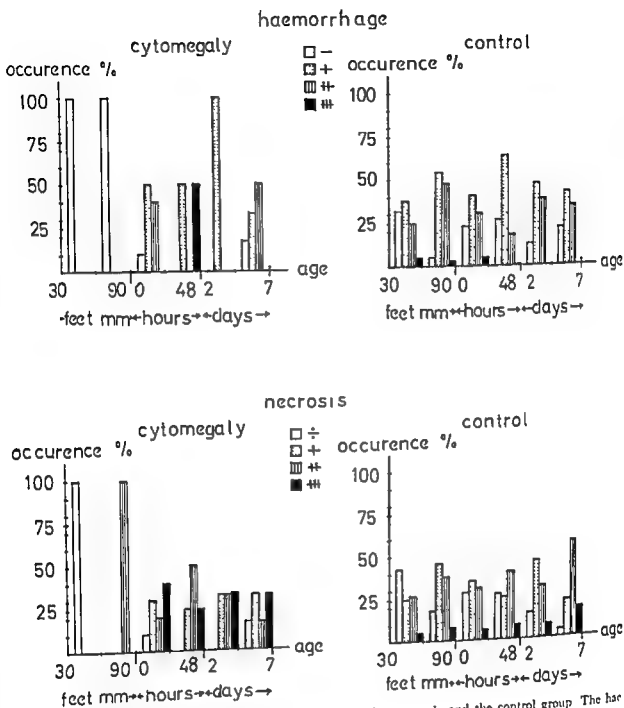 haemorrhage
cytomegaly
control
occurence %
□ −
+
++
+++
occurence %
100
75
50
25
100
75
50
25
age
age
30 90 0 48 2 7
30 90 0 48 2 7
feet mm hours days
feet mm hours days
necrosis
cytomegaly
control
occurence %
÷
+
++
+++
occurence %
100
75
50
25
100
75
50
25
age
age
30 90 0 48 2 7
30 90 0 48 2 7
feet mm hours days
feet mm hours days
and the control group The hae